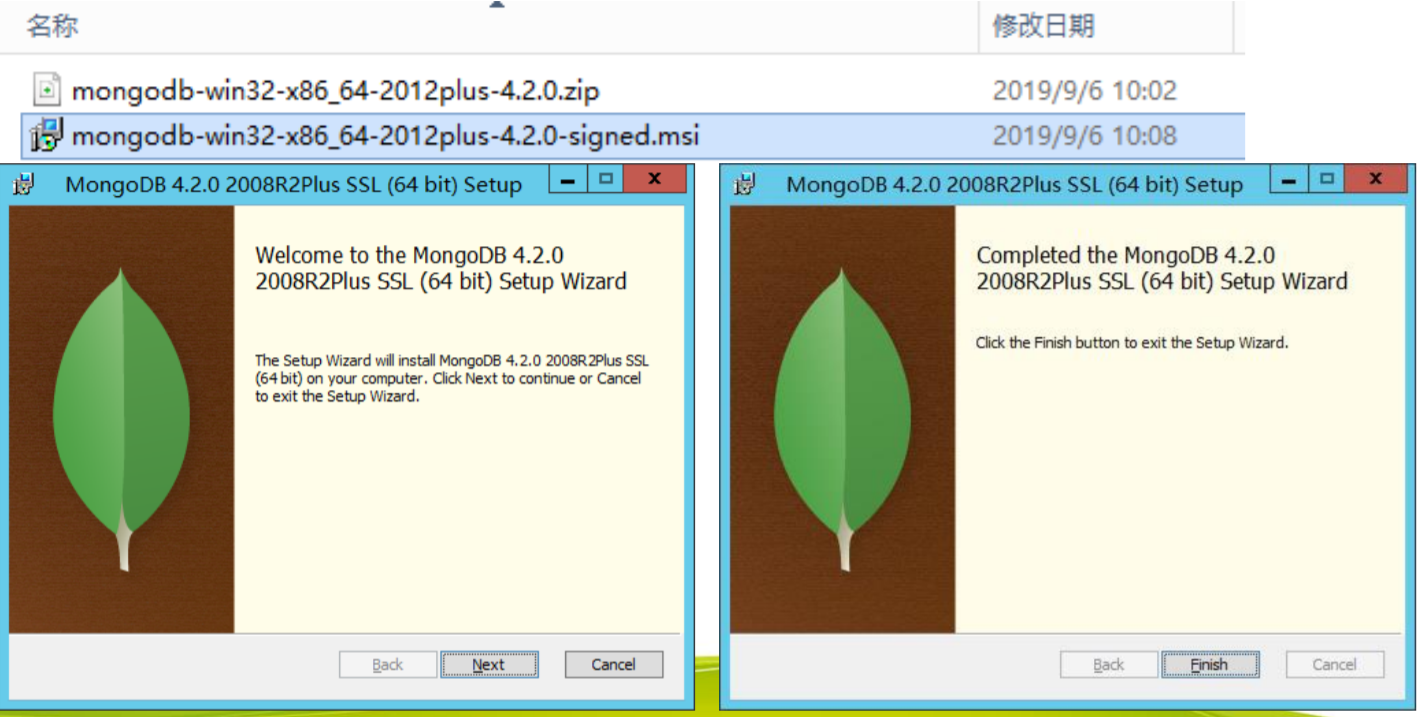 名称 修改日期
mongodb-win32-x86_64-2012plus-4.2.0.zip 2019/9/6 10:02
mongodb-win32-x86_64-2012plus-4.2.0-signed.msi 2019/9/6 10:08
MongoDB 4.2.0 2008R2Plus SSL (64 bit) Setup
Welcome to the MongoDB 4.2.0
2008R2Plus SSL (64 bit) Setup Wizard
The Setup Wizard will install MongoDB 4.2.0 2008R2Plus SSL
(64 bit) on your computer. Click Next to continue or Cancel
to exit the Setup Wizard.
Back Next Cancel
MongoDB 4.2.0 2008R2Plus SSL (64 bit) Setup
Completed the MongoDB 4.2.0
2008R2Plus SSL (64 bit) Setup Wizard
Click the Finish button to exit the Setup Wizard.
Back Finish Cancel